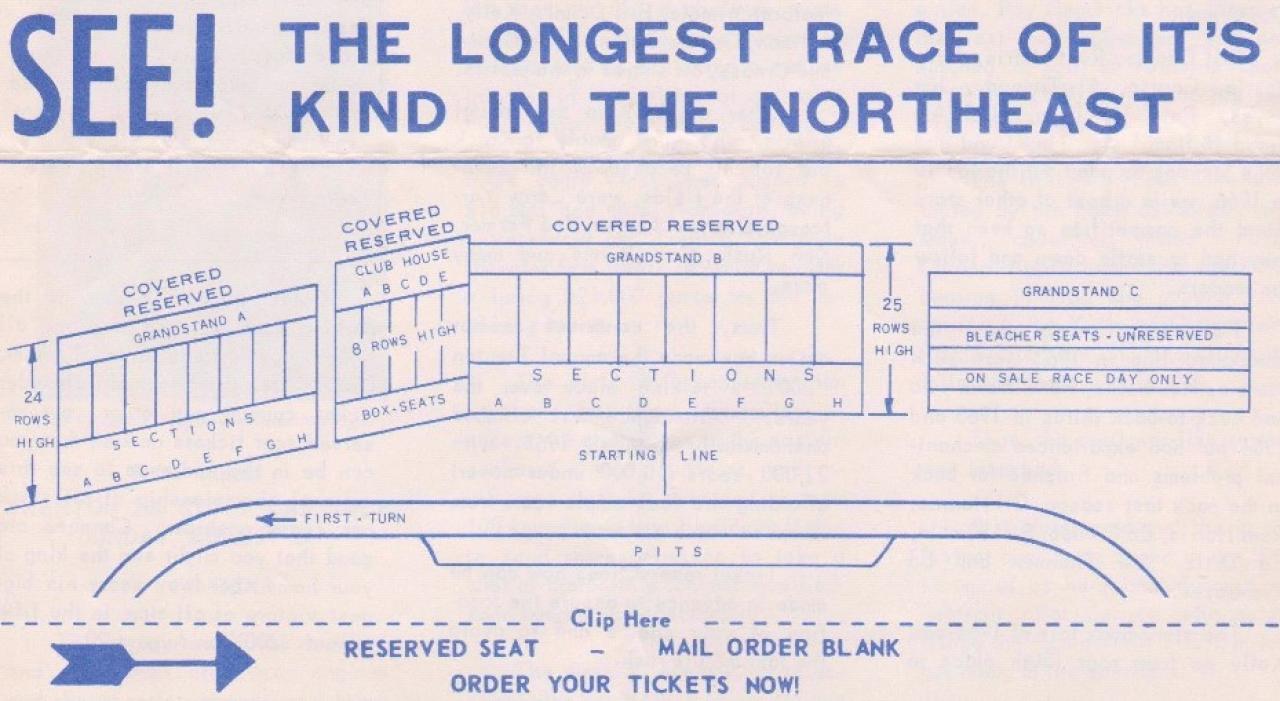 SEE!
THE LONGEST RACE OF IT'S
KIND IN THE NORTHEAST
COVERED
RESERVED
GRANDSTAND A
SECTIONS
A B C D E F G H
24
ROWS
HIGH
COVERED
RESERVED
CLUB HOUSE
A B C D E
8 ROWS HIGH
BOX-SEATS
COVERED RESERVED
GRANDSTAND B
SECTIONS
A B C D E F G H
25
ROWS
HIGH
GRANDSTAND C
BLEACHER SEATS - UNRESERVED
ON SALE RACE DAY ONLY
STARTING LINE
FIRST - TURN
PITS
Clip Here
RESERVED SEAT – MAIL ORDER BLANK
ORDER YOUR TICKETS NOW!